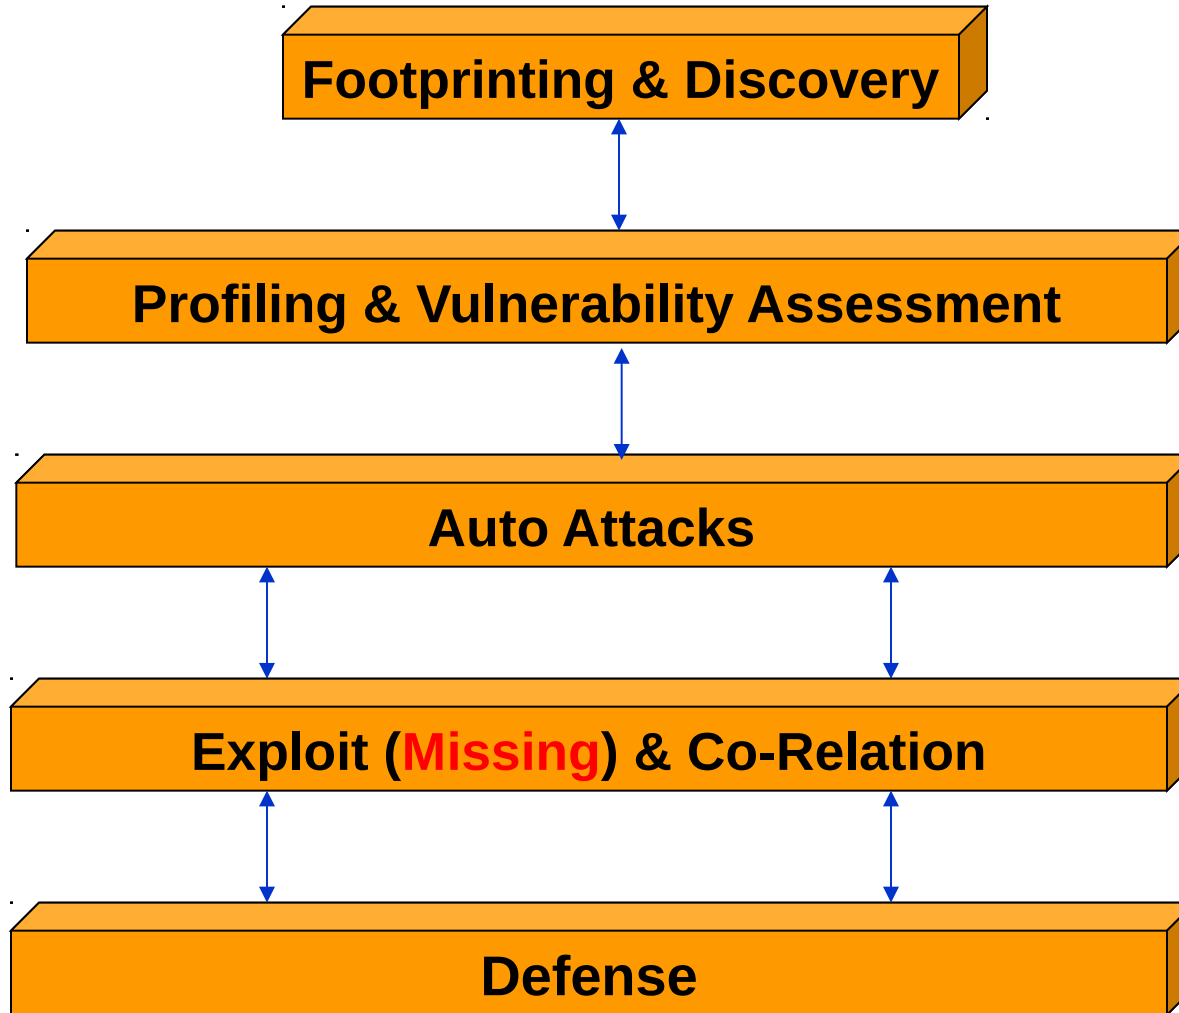 Footprinting & Discovery
Profiling & Vulnerability Assessment
Auto Attacks
Exploit (Missing) & Co-Relation
Defense